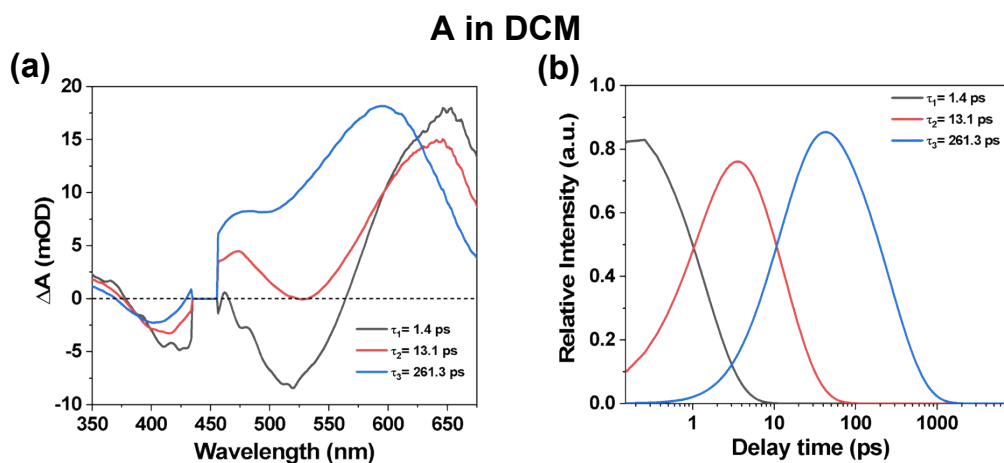 A in DCM
(a)
20
15
10
5
0
-5
-10
ΔA (mOD)
350 400 450 500 550 600 650
Wavelength (nm)
τ1= 1.4 ps
τ2= 13.1 ps
τ3= 261.3 ps
(b)
1.0
0.8
0.6
0.4
0.2
0.0
Relative Intensity (a.u.)
1 10 100 1000
Delay time (ps)
τ1= 1.4 ps
τ2= 13.1 ps
τ3= 261.3 ps